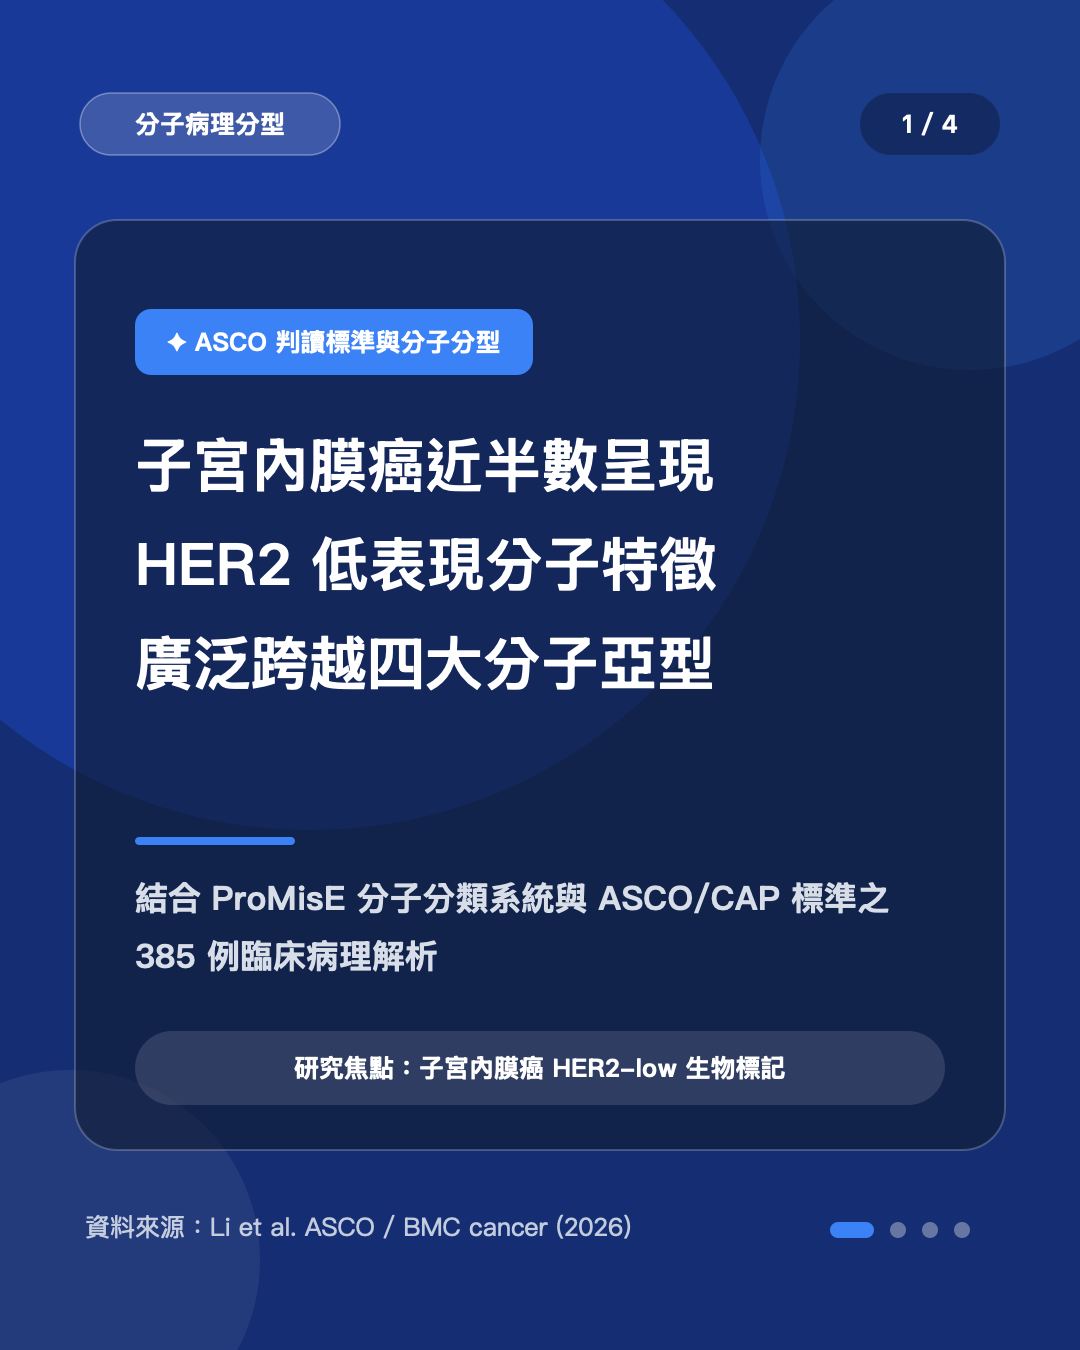 分子病理分型
1 / 4
✦ ASCO 判讀標準與分子分型
子宮內膜癌近半數呈現
HER2 低表現分子特徵
廣泛跨越四大分子亞型
結合 ProMisE 分子分類系統與 ASCO/CAP 標準之
385 例臨床病理解析
研究焦點：子宮內膜癌 HER2-low 生物標記
資料來源：Li et al. ASCO / BMC cancer (2026)